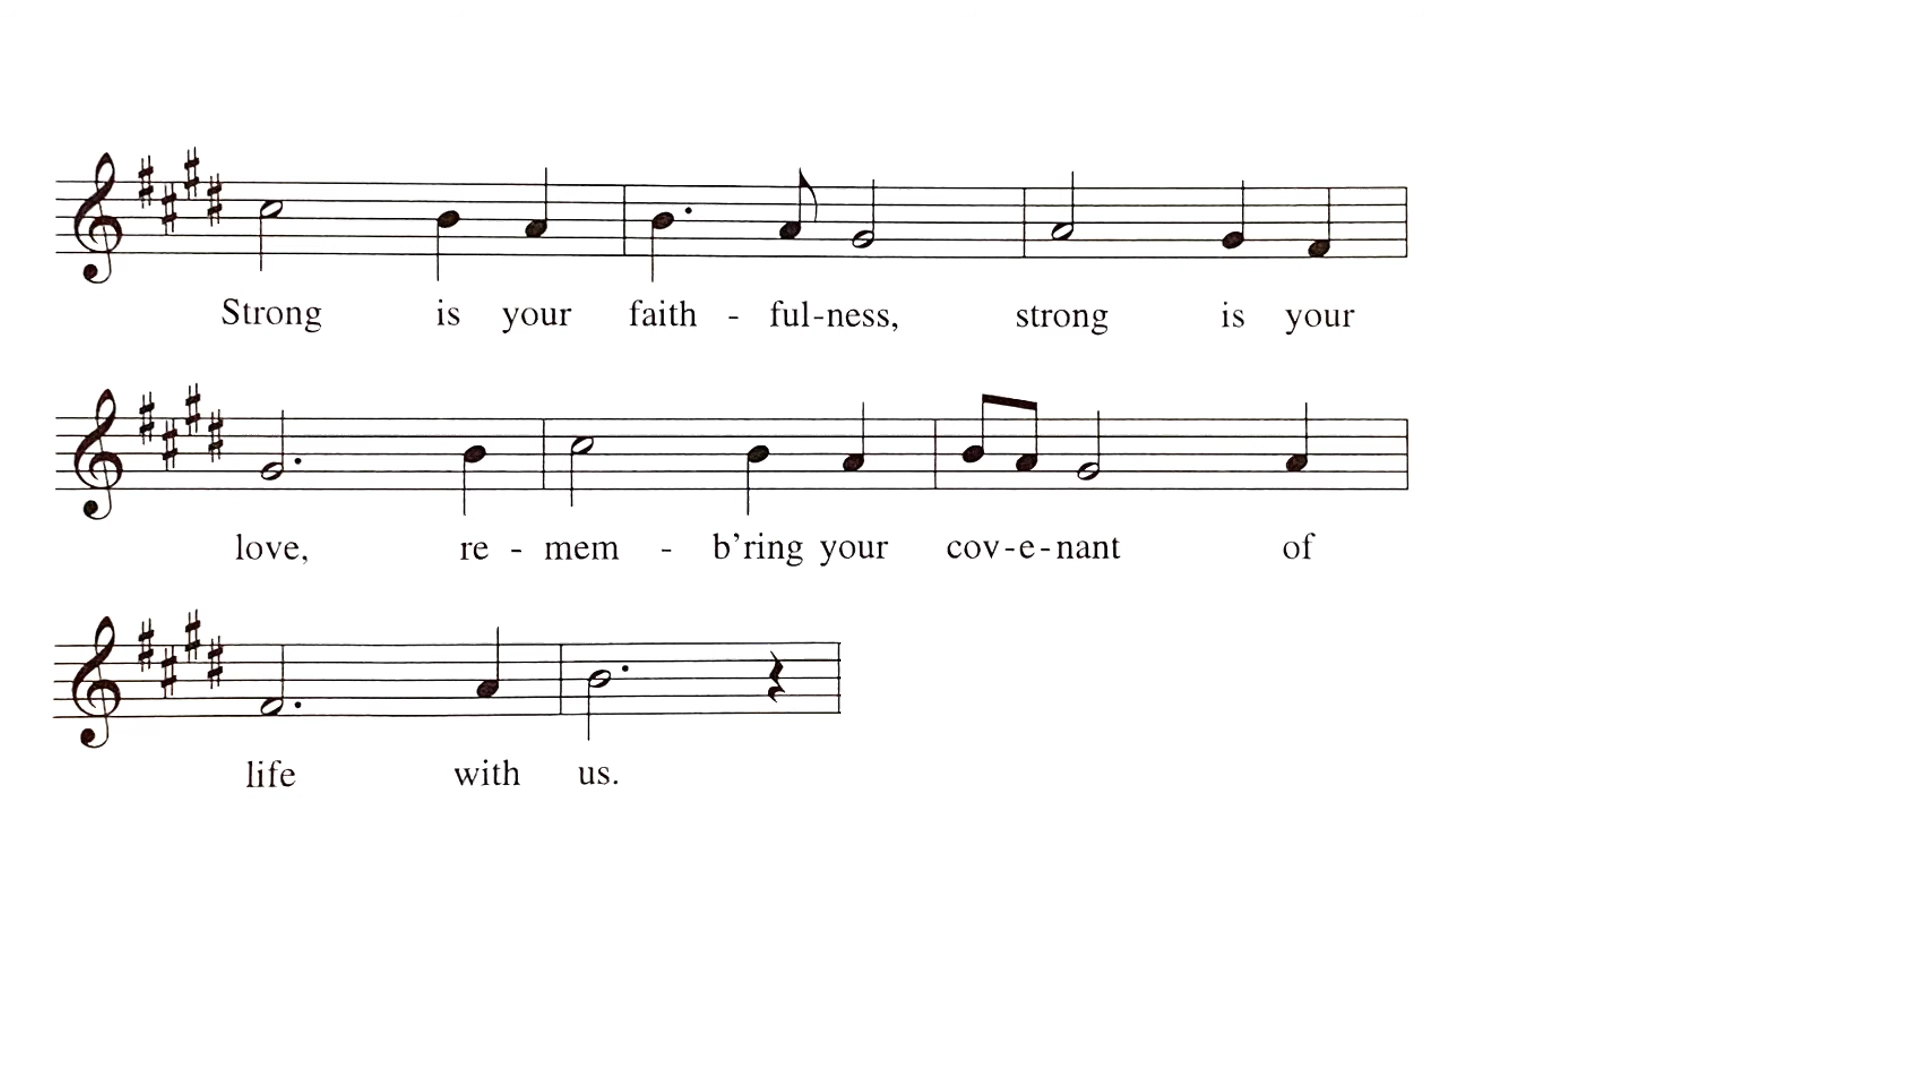 Strong is your faith - ful-ness, strong is your
love, re - mem - b’ring your cov-e-nant of
life with us.